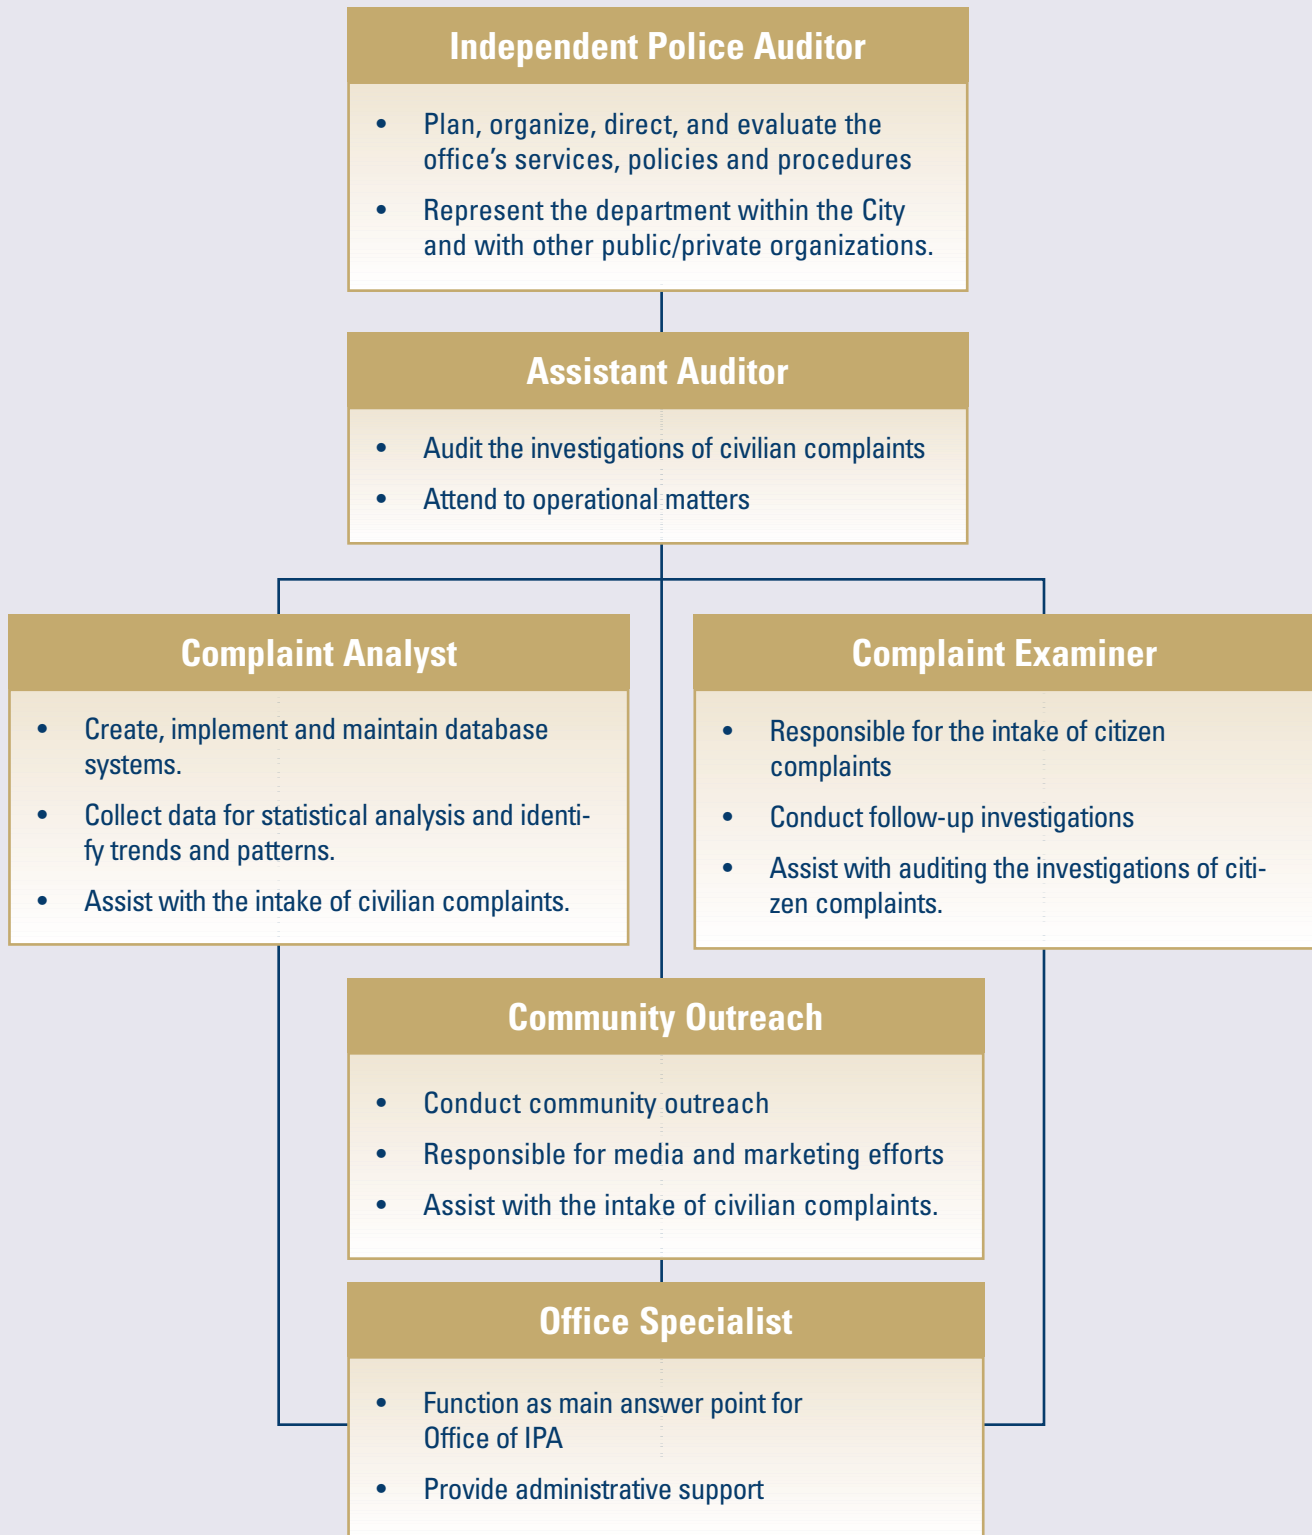 Independent Police Auditor
• Plan, organize, direct, and evaluate the
office’s services, policies and procedures
• Represent the department within the City
and with other public/private organizations.
Assistant Auditor
• Audit the investigations of civilian complaints
• Attend to operational matters
Complaint Analyst
• Create, implement and maintain database
systems.
• Collect data for statistical analysis and identi-
fy trends and patterns.
• Assist with the intake of civilian complaints.
Complaint Examiner
• Responsible for the intake of citizen
complaints
• Conduct follow-up investigations
• Assist with auditing the investigations of citi-
zen complaints.
Community Outreach
• Conduct community outreach
• Responsible for media and marketing efforts
• Assist with the intake of civilian complaints.
Office Specialist
• Function as main answer point for
Office of IPA
• Provide administrative support